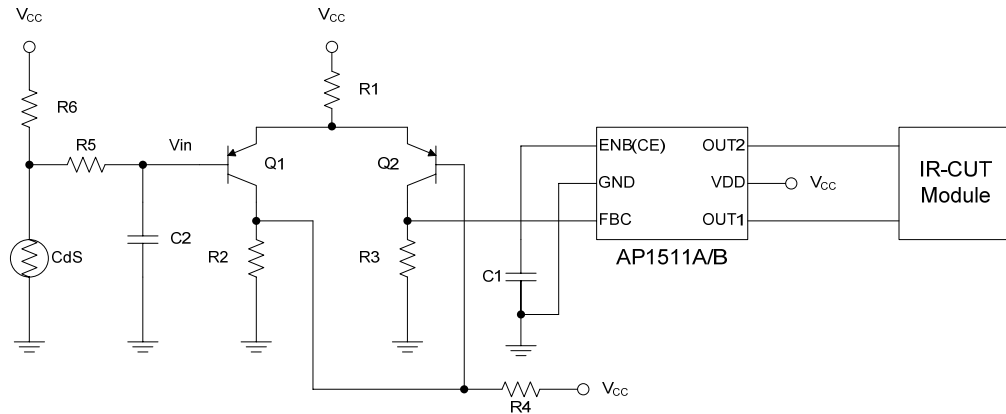 VCC
VCC
R6
R1
R5
Vin
Q1
Q2
ENB(CE)
OUT2
GND
VDD
VCC
FBC
OUT1
IR-CUT
Module
CdS
C2
R2
R3
C1
AP1511A/B
R4
VCC